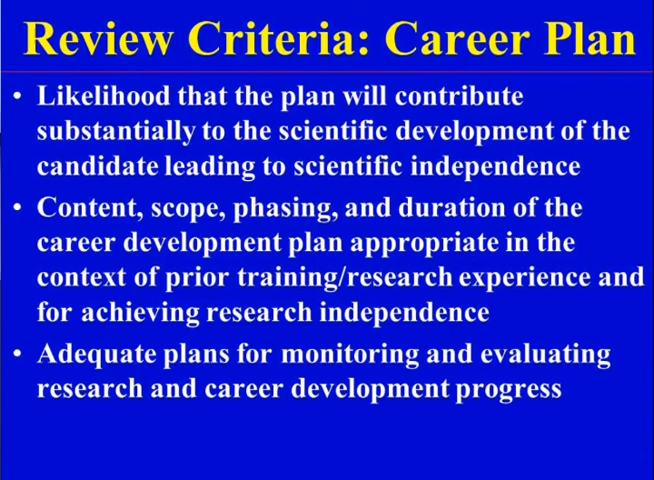 Review Criteria: Career Plan
• Likelihood that the plan will contribute
substantially to the scientific development of the
candidate leading to scientific independence
• Content, scope, phasing, and duration of the
career development plan appropriate in the
context of prior training/research experience and
for achieving research independence
• Adequate plans for monitoring and evaluating
research and career development progress